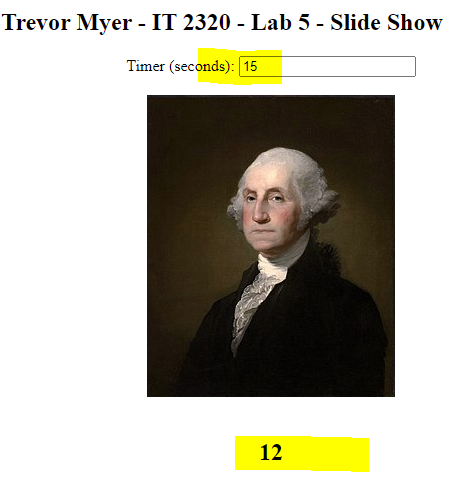 Trevor Myer - IT 2320 - Lab 5 - Slide Show
Timer (seconds): 15
12